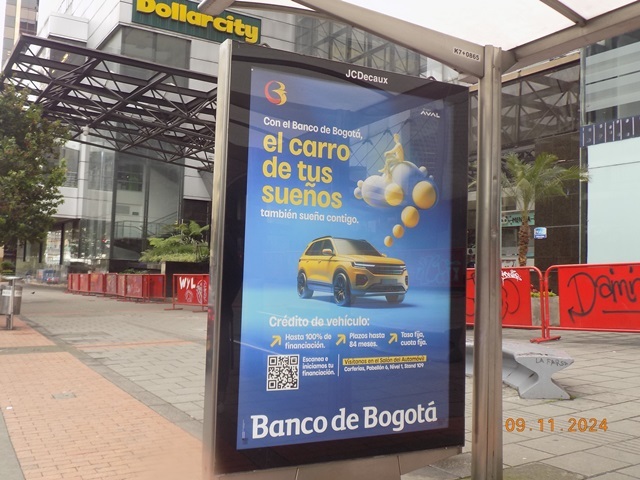 Dollarcity
K7+0865
JCDecaux
AVAL
Con el Banco de Bogotá,
el carro
de tus
sueños
también sueña contigo.
Crédito de vehículo:
Hasta 100% de
financiación.
Plazos hasta
84 meses.
Tasa fija,
cuota fija.
Escanea e
iniciamos tu
financiación.
Visítanos en el Salón del Automóvil
Corferias, Pabellón 6, Nivel 1, Stand 109
Banco de Bogotá
09.11.2024